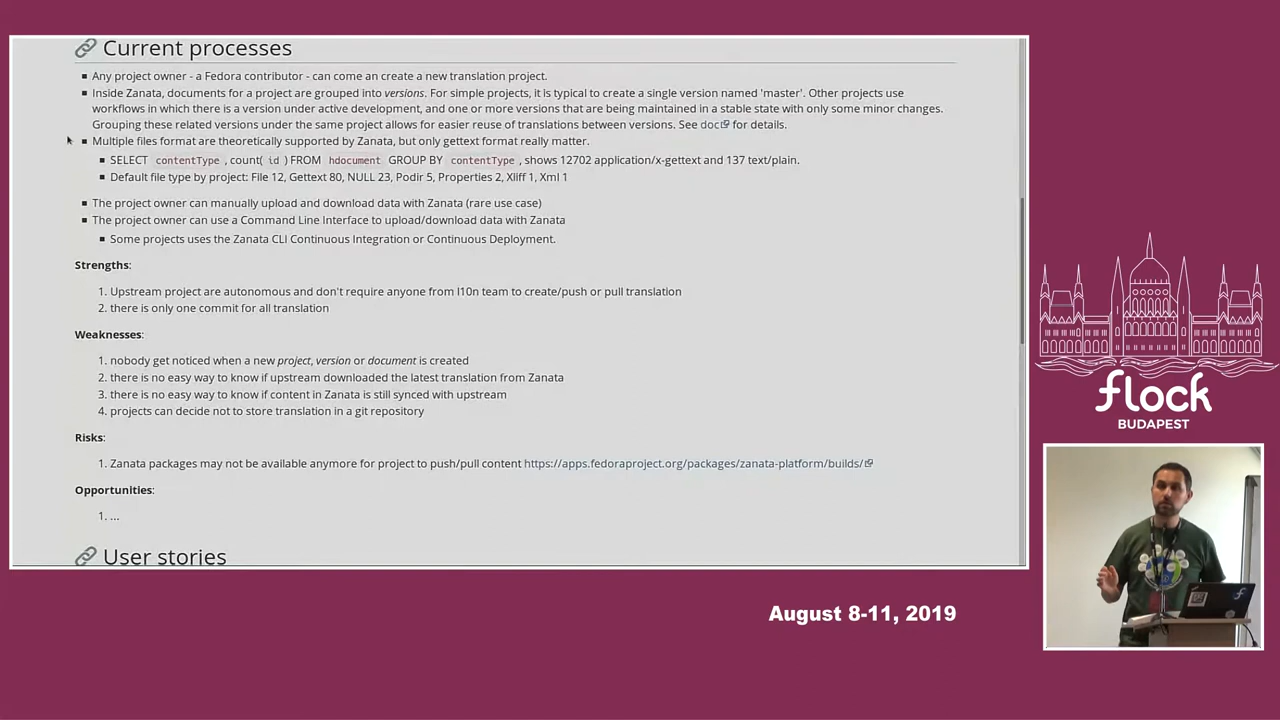 Current processes
Any project owner - a Fedora contributor - can come an create a new translation project.
Inside Zanata, documents for a project are grouped into versions. For simple projects, it is typical to create a single version named 'master'. Other projects use
workflows in which there is a version under active development, and one or more versions that are being maintained in a stable state with only some minor changes.
Grouping these related versions under the same project allows for easier reuse of translations between versions. See doc for details.
Multiple files format are theoretically supported by Zanata, but only gettext format really matter.
SELECT contentType , count( id ) FROM hdocument GROUP BY contentType , shows 12702 application/x-gettext and 137 text/plain.
Default file type by project: File 12, Gettext 80, NULL 23, Podir 5, Properties 2, Xliff 1, Xml 1
The project owner can manually upload and download data with Zanata (rare use case)
The project owner can use a Command Line Interface to upload/download data with Zanata
Some projects uses the Zanata CLI Continuous Integration or Continuous Deployment.
Strengths:
1. Upstream project are autonomous and don't require anyone from l10n team to create/push or pull translation
2. there is only one commit for all translation
Weaknesses:
1. nobody get noticed when a new project, version or document is created
2. there is no easy way to know if upstream downloaded the latest translation from Zanata
3. there is no easy way to know if content in Zanata is still synced with upstream
4. projects can decide not to store translation in a git repository
Risks:
1. Zanata packages may not be available anymore for project to push/pull content https://apps.fedoraproject.org/packages/zanata-platform/builds/
Opportunities:
1. ...
User stories
flock
BUDAPEST
August 8-11, 2019